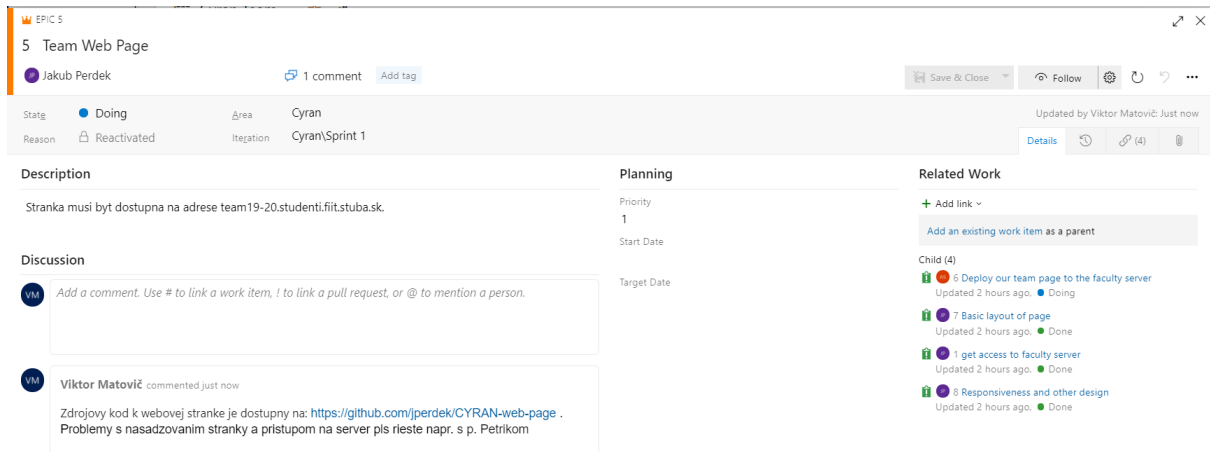 EPIC 5
5 Team Web Page
JP Jakub Perdek
1 comment
Add tag
Save & Close
Follow
State
Doing
Area
Cyran
Updated by Viktor Matovič: Just now
Reason
Reactivated
Iteration
Cyran\Sprint 1
Details
(4)
Description
Planning
Related Work
Stranka musi byt dostupna na adrese team19-20.studenti.fiit.stuba.sk.
Priority
1
Start Date
Target Date
Add link
Add an existing work item as a parent
Discussion
Child (4)
VM
Add a comment. Use # to link a work item, ! to link a pull request, or @ to mention a person.
6 Deploy our team page to the faculty server
Updated 2 hours ago, Doing
JP 7 Basic layout of page
Updated 2 hours ago, Done
JP 1 get access to faculty server
Updated 2 hours ago, Done
JP 8 Responsiveness and other design
Updated 2 hours ago, Done
VM
Viktor Matovič commented just now
Zdrojovy kod k webovej stranke je dostupny na: https://github.com/jperdek/CYRAN-web-page .
Problemy s nasadzovanim stranky a pristupom na server pls rieste napr. s p. Petrikom